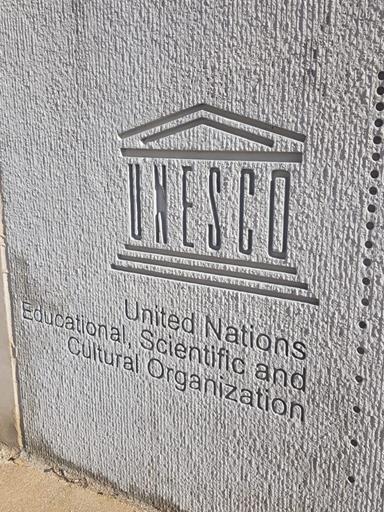 UNESCO
United Nations
Educational, Scientific and
Cultural Organization